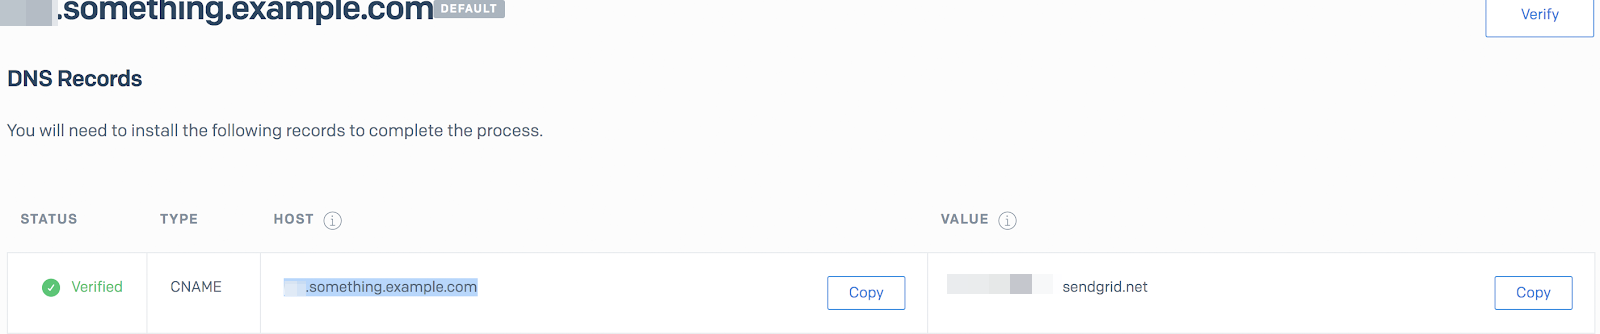 .something.example.com DEFAULT
Verify
DNS Records
You will need to install the following records to complete the process.
STATUS TYPE HOST VALUE
Verified CNAME .something.example.com Copy sendgrid.net Copy